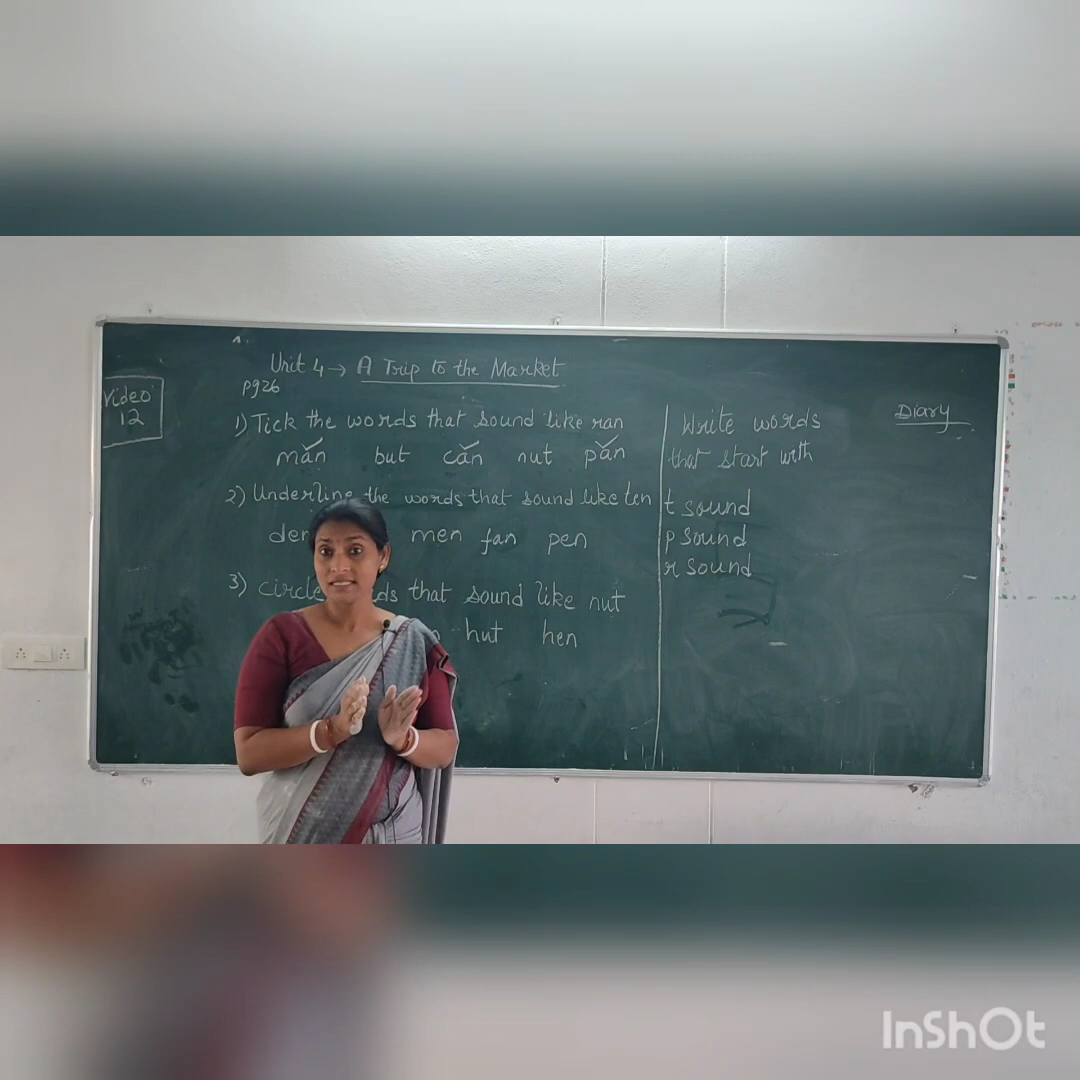 Unit 4 → A Trip to the Market
pg26
Video
12
1) Tick the words that sound like ran
man but can nut pan
2) Underline the words that sound like ten
men fan pen
3) circle that sound like nut
hut hen
Write words
that start with
t sound
p sound
r sound
Diary
InShOt